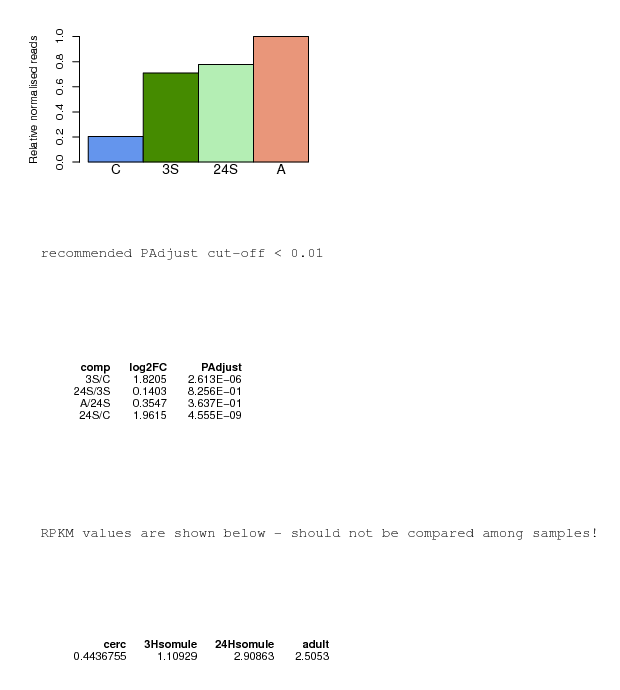 Relative normalised reads
1.0
0.8
0.6
0.4
0.2
0.0
C 3S 24S A
recommended PAdjust cut-off < 0.01
comp log2FC PAdjust
3S/C 1.8205 2.613E-06
24S/3S 0.1403 8.256E-01
A/24S 0.3547 3.637E-01
24S/C 1.9615 4.555E-09
RPKM values are shown below - should not be compared among samples!
cerc 3Hsomule 24Hsomule adult
0.4436755 1.10929 2.90863 2.5053